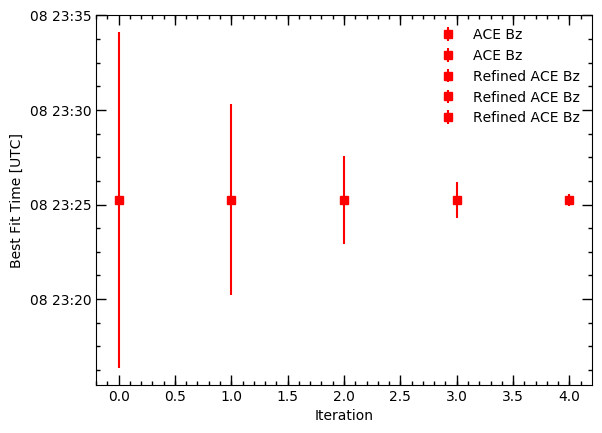 08 23:35
08 23:30
08 23:25
08 23:20
Best Fit Time [UTC]
ACE Bz
ACE Bz
Refined ACE Bz
Refined ACE Bz
Refined ACE Bz
0.0 0.5 1.0 1.5 2.0 2.5 3.0 3.5 4.0
Iteration